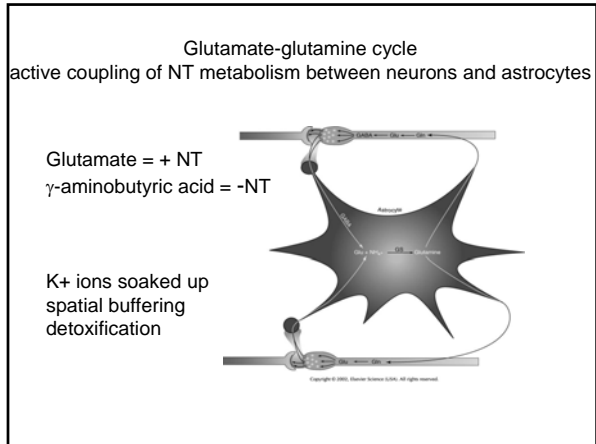 Glutamate-glutamine cycle
active coupling of NT metabolism between neurons and astrocytes
GABA Glu Gln
Glutamate = + NT
γ-aminobutyric acid = -NT
Astrocyte
GABA
Glu + NH₃ GS Glutamine
K+ ions soaked up
spatial buffering
detoxification
Glu Gln
Copyright © 2002, Elsevier Science (USA). All rights reserved.